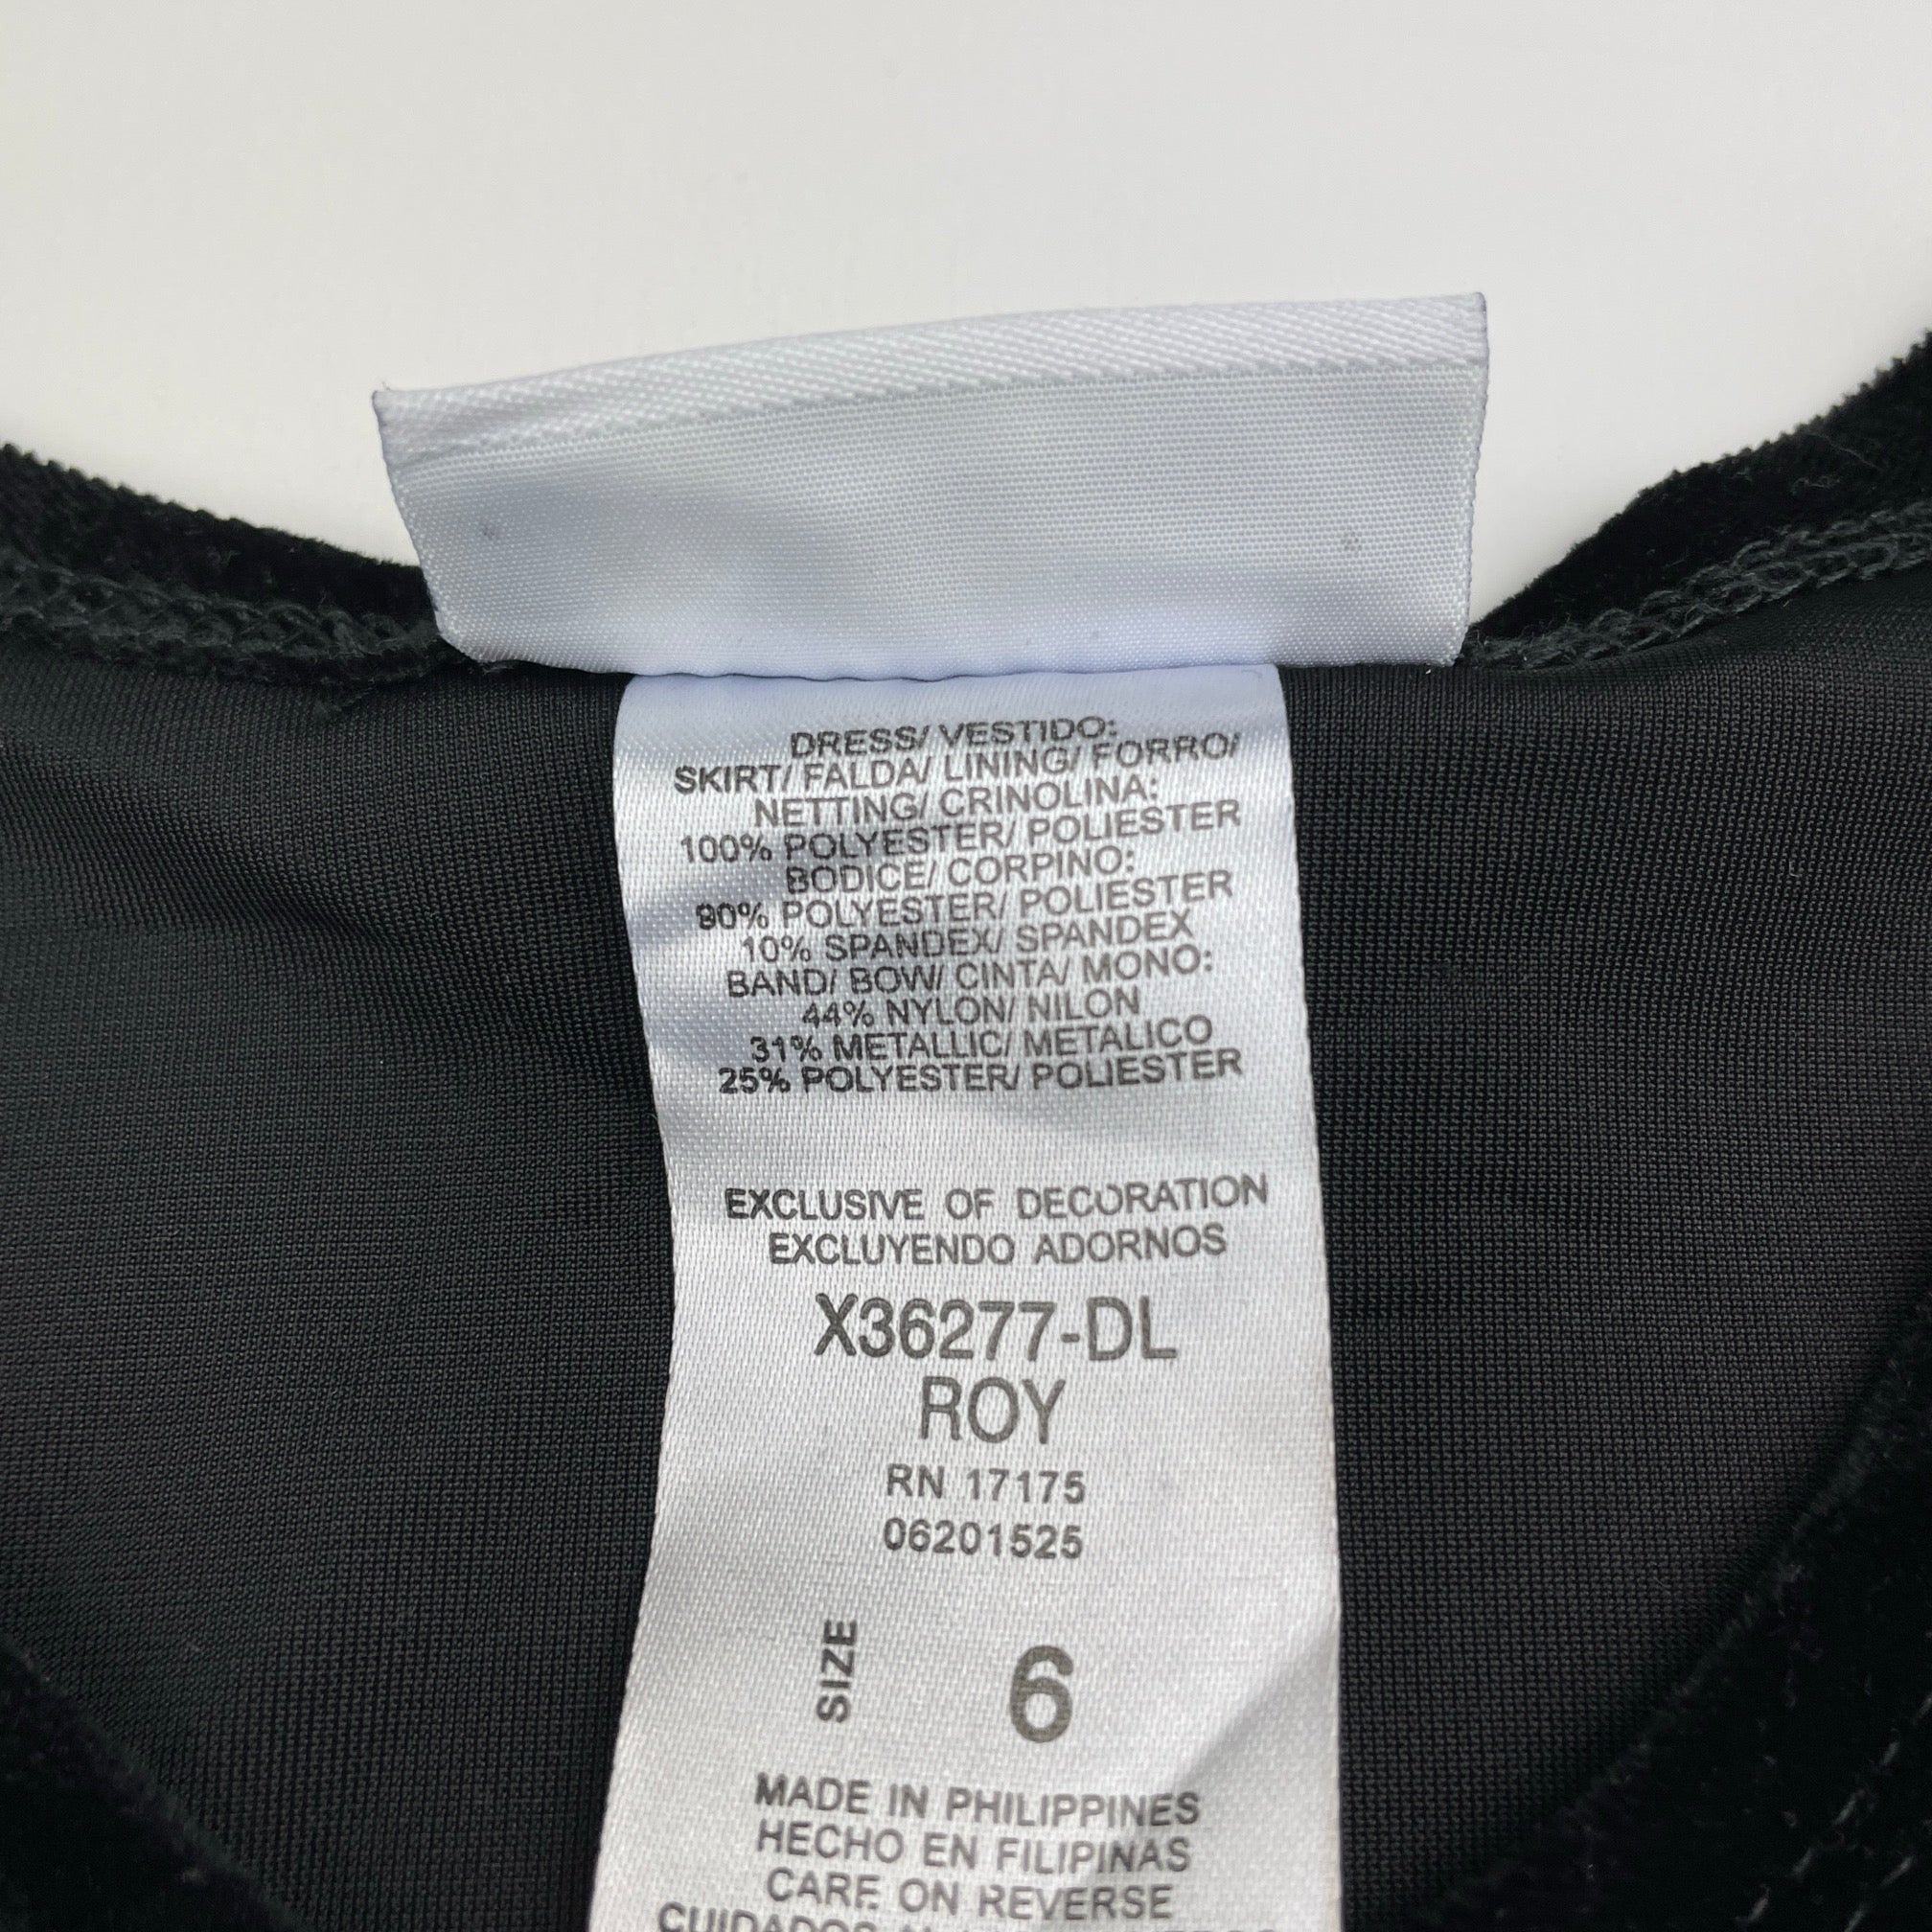 DRESS/ VESTIDO:
SKIRT/ FALDA/ LINING/ FORRO/
NETTING/ CRINOLINA:
100% POLYESTER/ POLIESTER
BODICE/ CORPINO:
90% POLYESTER/ POLIESTER
10% SPANDEX/ SPANDEX
BAND/ BOW/ CINTA/ MONO:
44% NYLON/ NILON
31% METALLIC/ METALICO
25% POLYESTER/ POLIESTER
EXCLUSIVE OF DECORATION
EXCLUYENDO ADORNOS
X36277-DL
ROY
RN 17175
06201525
SIZE 6
MADE IN PHILIPPINES
HECHO EN FILIPINAS
CARE ON REVERSE
CUIDADOS